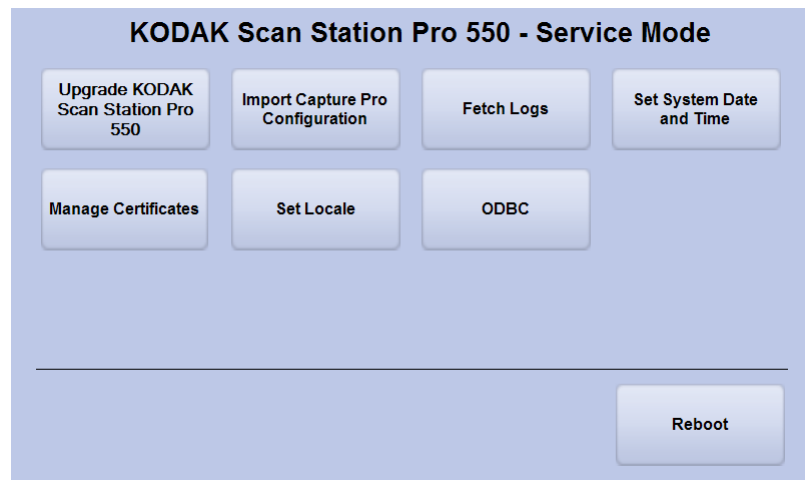 KODAK Scan Station Pro 550 - Service Mode
Upgrade KODAK
Scan Station Pro
550
Import Capture Pro
Configuration
Fetch Logs
Set System Date
and Time
Manage Certificates
Set Locale
ODBC
Reboot